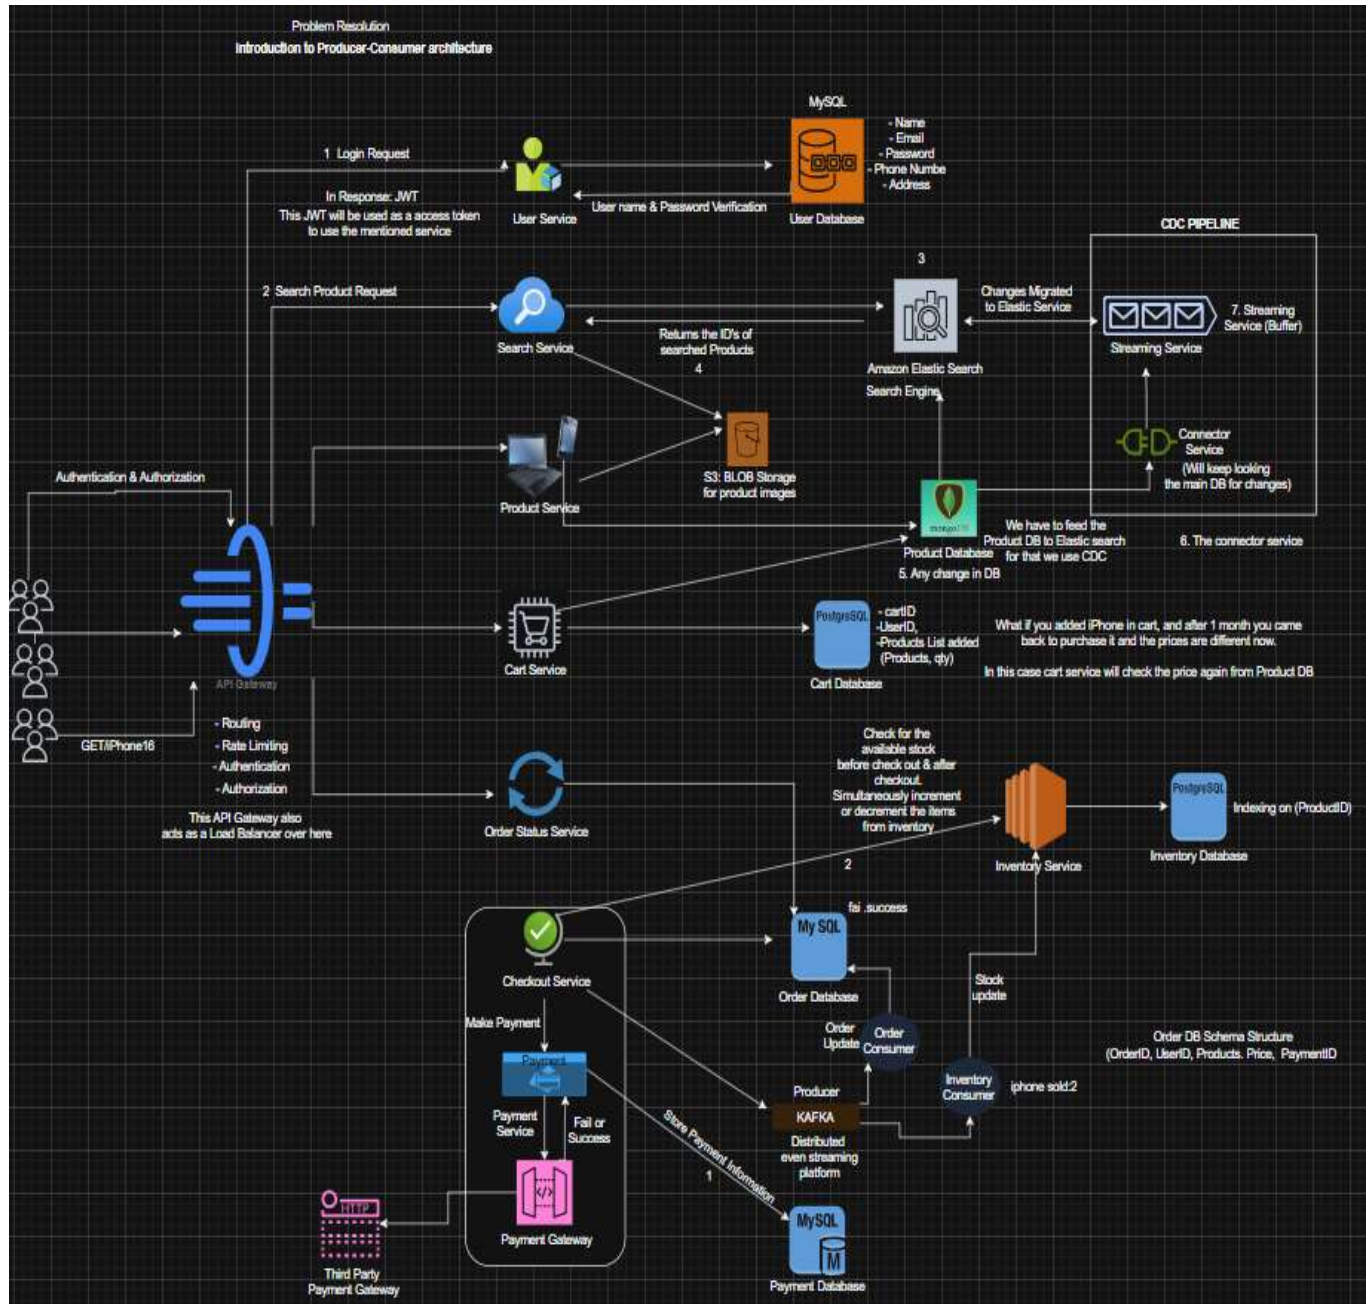 Problem Resolution
Introduction to Producer-Consumer architecture
MySQL
- Name
- Email
- Password
- Phone Numbe
- Address
1 Login Request
In Response: JWT
This JWT will be used as a access token
to use the mentioned service
User Service
User name & Password Verification
User Database
CDC PIPELINE
3
2 Search Product Request
Search Service
Returns the ID's of
searched Products
4
Amazon Elastic Search
Search Engine
Changes Migrated
to Elastic Service
7. Streaming
Service (Buffer)
Streaming Service
Connector
Service
(Will keep looking
the main DB for changes)
6. The connector service
Authentication & Authorization
Product Service
S3: BLOB Storage
for product images
Product Database
5. Any change in DB
We have to feed the
Product DB to Elastic search
for that we use CDC
API Gateway
- Routing
- Rate Limiting
- Authentication
- Authorization
This API Gateway also
acts as a Load Balancer over here
GET/iPhone16
Cart Service
PostgreSQL
- cartID
-UserID,
-Products List added
(Products, qty)
Cart Database
What if you added iPhone in cart, and after 1 month you came
back to purchase it and the prices are different now.
In this case cart service will check the price again from Product DB
Order Status Service
Check for the
available stock
before check out & after
checkout.
Simultaneously increment
or decrement the items
from inventory
2
Inventory Service
PostgreSQL
Indexing on (ProductID)
Inventory Database
fai .success
Checkout Service
My SQL
Order Database
Stock
update
Make Payment
Payment
Payment
Service
Fail or
Success
Order
Update
Order
Consumer
Inventory
Consumer
iphone sold:2
Order DB Schema Structure
(OrderID, UserID, Products. Price, PaymentID
Producer
KAFKA
Distributed
even streaming
platform
Store Payment Information
1
Payment Gateway
HTTP
Third Party
Payment Gateway
MySQL
M
Payment Database